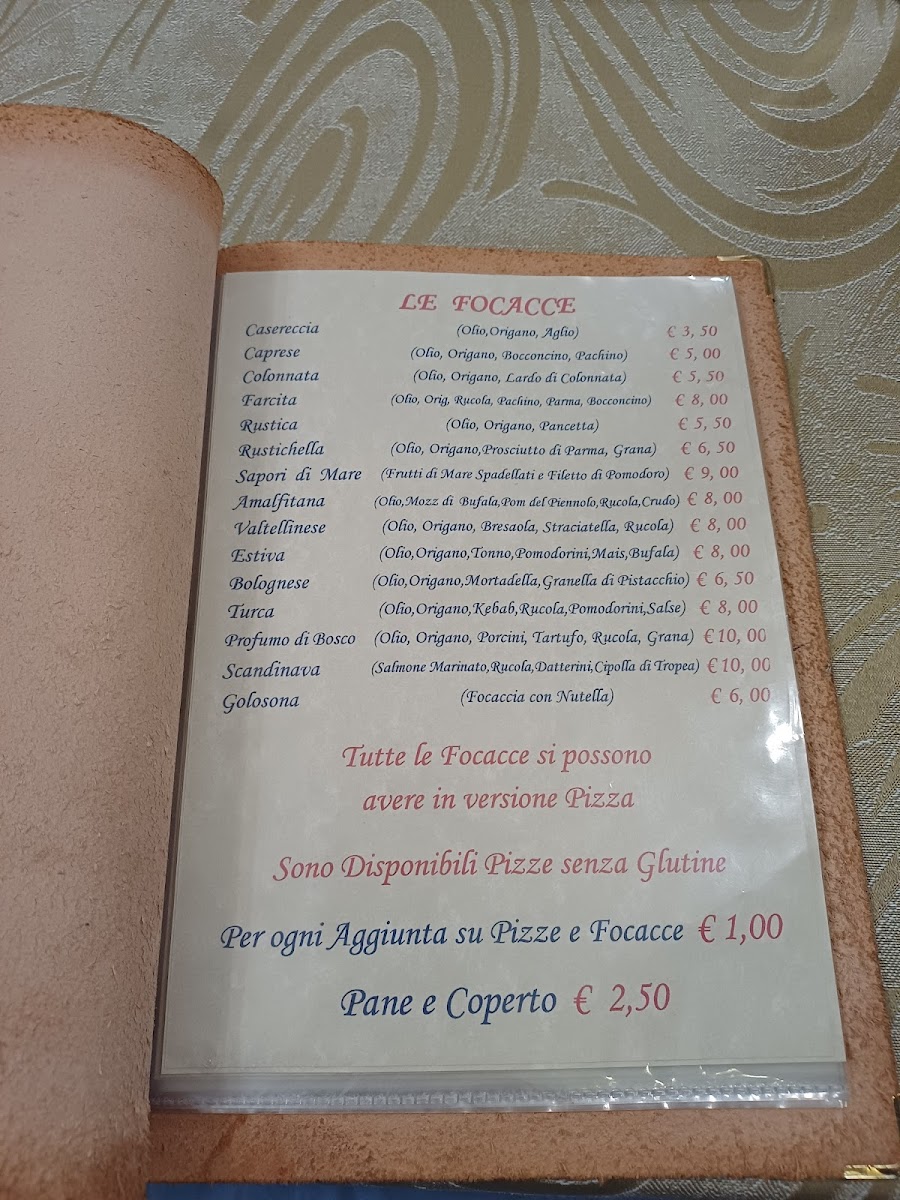 LE FOCACCE
Casereccia (Olio,Origano, Aglio) € 3, 50
Caprese (Olio, Origano, Bocconcino, Pachino) € 5, 00
Colonnata (Olio, Origano, Lardo di Colonnata) € 5, 50
Farcita (Olio, Orig, Rucola, Pachino, Parma, Bocconcino) € 8, 00
Rustica (Olio, Origano, Pancetta) € 5, 50
Rustichella (Olio, Origano,Prosciutto di Parma, Grana) € 6, 50
Sapori di Mare (Frutti di Mare Spadellati e Filetto di Pomodoro) € 9, 00
Amalfitana (Olio,Mozz di Bufala,Pom del Piennolo,Rucola,Crudo) € 8, 00
Valtellinese (Olio, Origano, Bresaola, Straciatella, Rucola) € 8, 00
Estiva (Olio,Origano,Tonno,Pomodorini,Mais,Bufala) € 8, 00
Bolognese (Olio,Origano,Mortadella,Granella di Pistacchio) € 6, 50
Turca (Olio,Origano,Kebab,Rucola,Pomodorini,Salse) € 8, 00
Profumo di Bosco (Olio, Origano, Porcini, Tartufo, Rucola, Grana) €10, 00
Scandinava (Salmone Marinato,Rucola,Datterini,Cipolla di Tropea) €10, 00
Golosona (Focaccia con Nutella) € 6, 00
Tutte le Focacce si possono
avere in versione Pizza
Sono Disponibili Pizze senza Glutine
Per ogni Aggiunta su Pizze e Focacce € 1,00
Pane e Coperto € 2,50